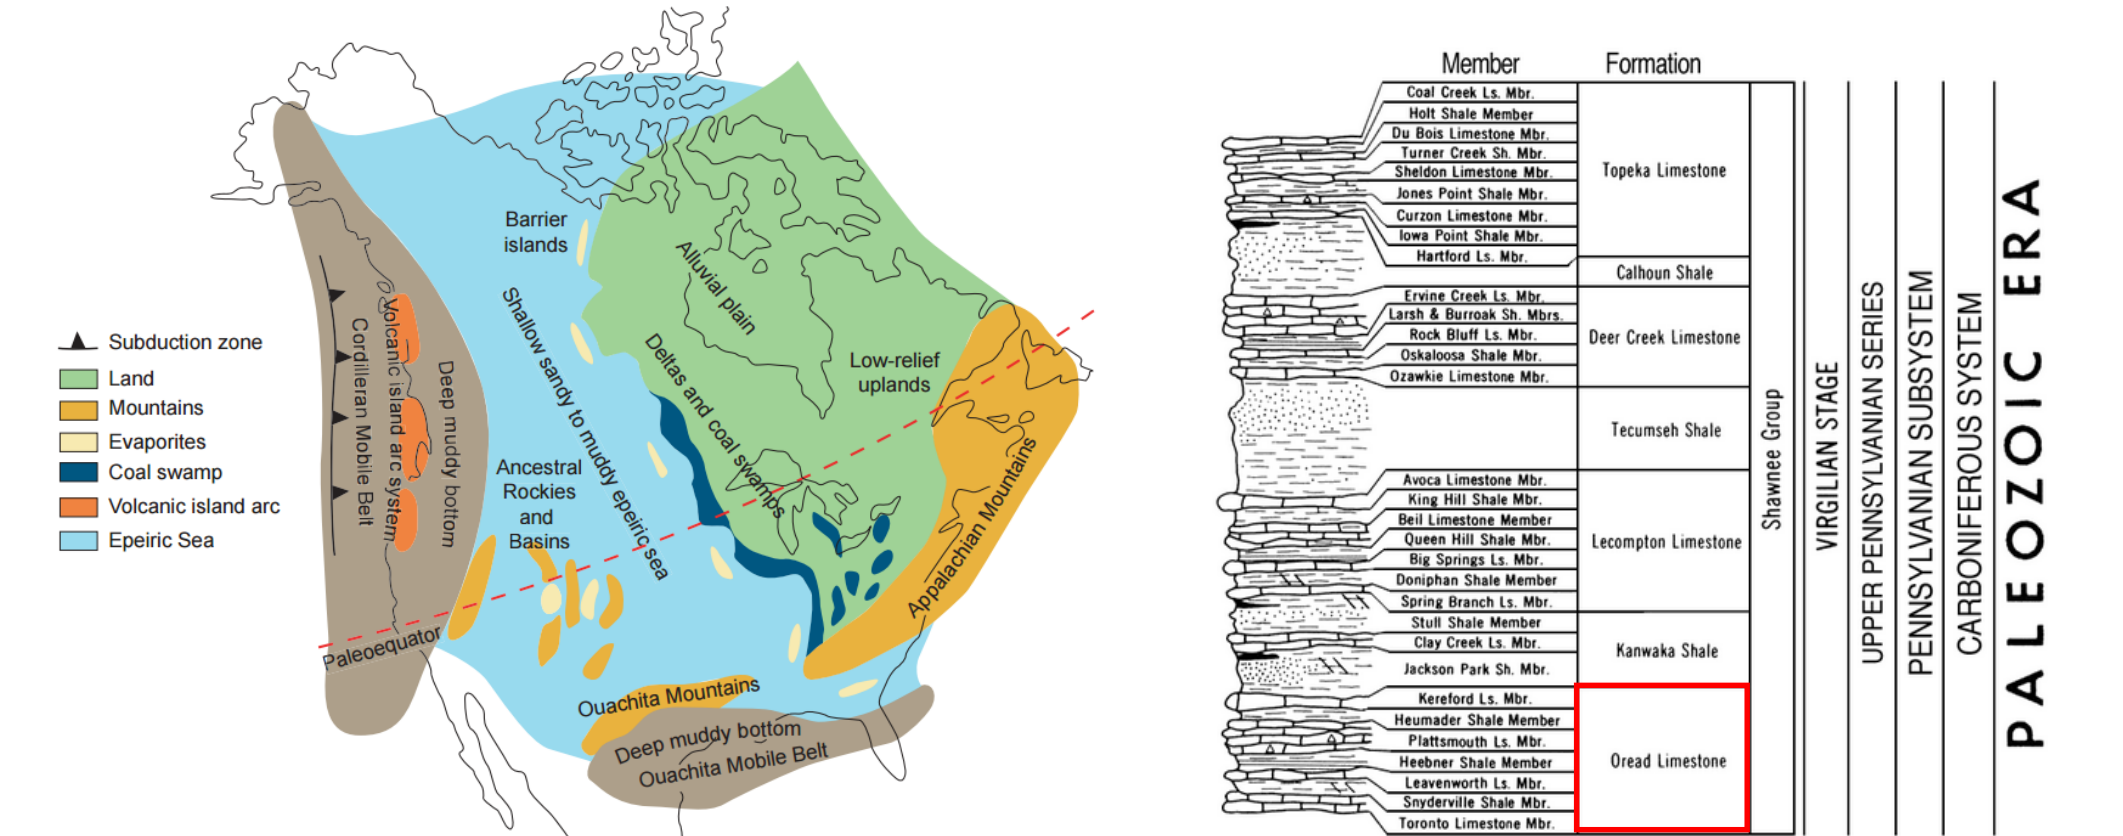 Barrier
islands
Alluvial plain
Shallow sandy to muddy epeiric sea
Deltas and coal swamps
Low-relief
uplands
Subduction zone
Land
Mountains
Evaporites
Coal swamp
Volcanic island arc
Epeiric Sea
Cordilleran Mobile Belt
Volcanic island arc system
Deep muddy bottom
Ancestral
Rockies
and
Basins
Appalachian Mountains
Paleoequator
Ouachita Mountains
Deep muddy bottom
Ouachita Mobile Belt
Member
Formation
Coal Creek Ls. Mbr.
Holt Shale Member
Du Bois Limestone Mbr.
Turner Creek Sh. Mbr.
Sheldon Limestone Mbr.
Jones Point Shale Mbr.
Curzon Limestone Mbr.
Iowa Point Shale Mbr.
Hartford Ls. Mbr.
Topeka Limestone
Calhoun Shale
Ervine Creek Ls. Mbr.
Larsh & Burroak Sh. Mbrs.
Rock Bluff Ls. Mbr.
Oskaloosa Shale Mbr.
Ozawkie Limestone Mbr.
Deer Creek Limestone
Tecumseh Shale
Avoca Limestone Mbr.
King Hill Shale Mbr.
Beil Limestone Member
Queen Hill Shale Mbr.
Big Springs Ls. Mbr.
Doniphan Shale Member
Spring Branch Ls. Mbr.
Lecompton Limestone
Stull Shale Member
Clay Creek Ls. Mbr.
Jackson Park Sh. Mbr.
Kanwaka Shale
Kereford Ls. Mbr.
Heumader Shale Member
Plattsmouth Ls. Mbr.
Heebner Shale Member
Leavenworth Ls. Mbr.
Snyderville Shale Mbr.
Toronto Limestone Mbr.
Oread Limestone
Shawnee Group
VIRGILIAN STAGE
UPPER PENNSYLVANIAN SERIES
PENNSYLVANIAN SUBSYSTEM
CARBONIFEROUS SYSTEM
PALEOZOIC ERA